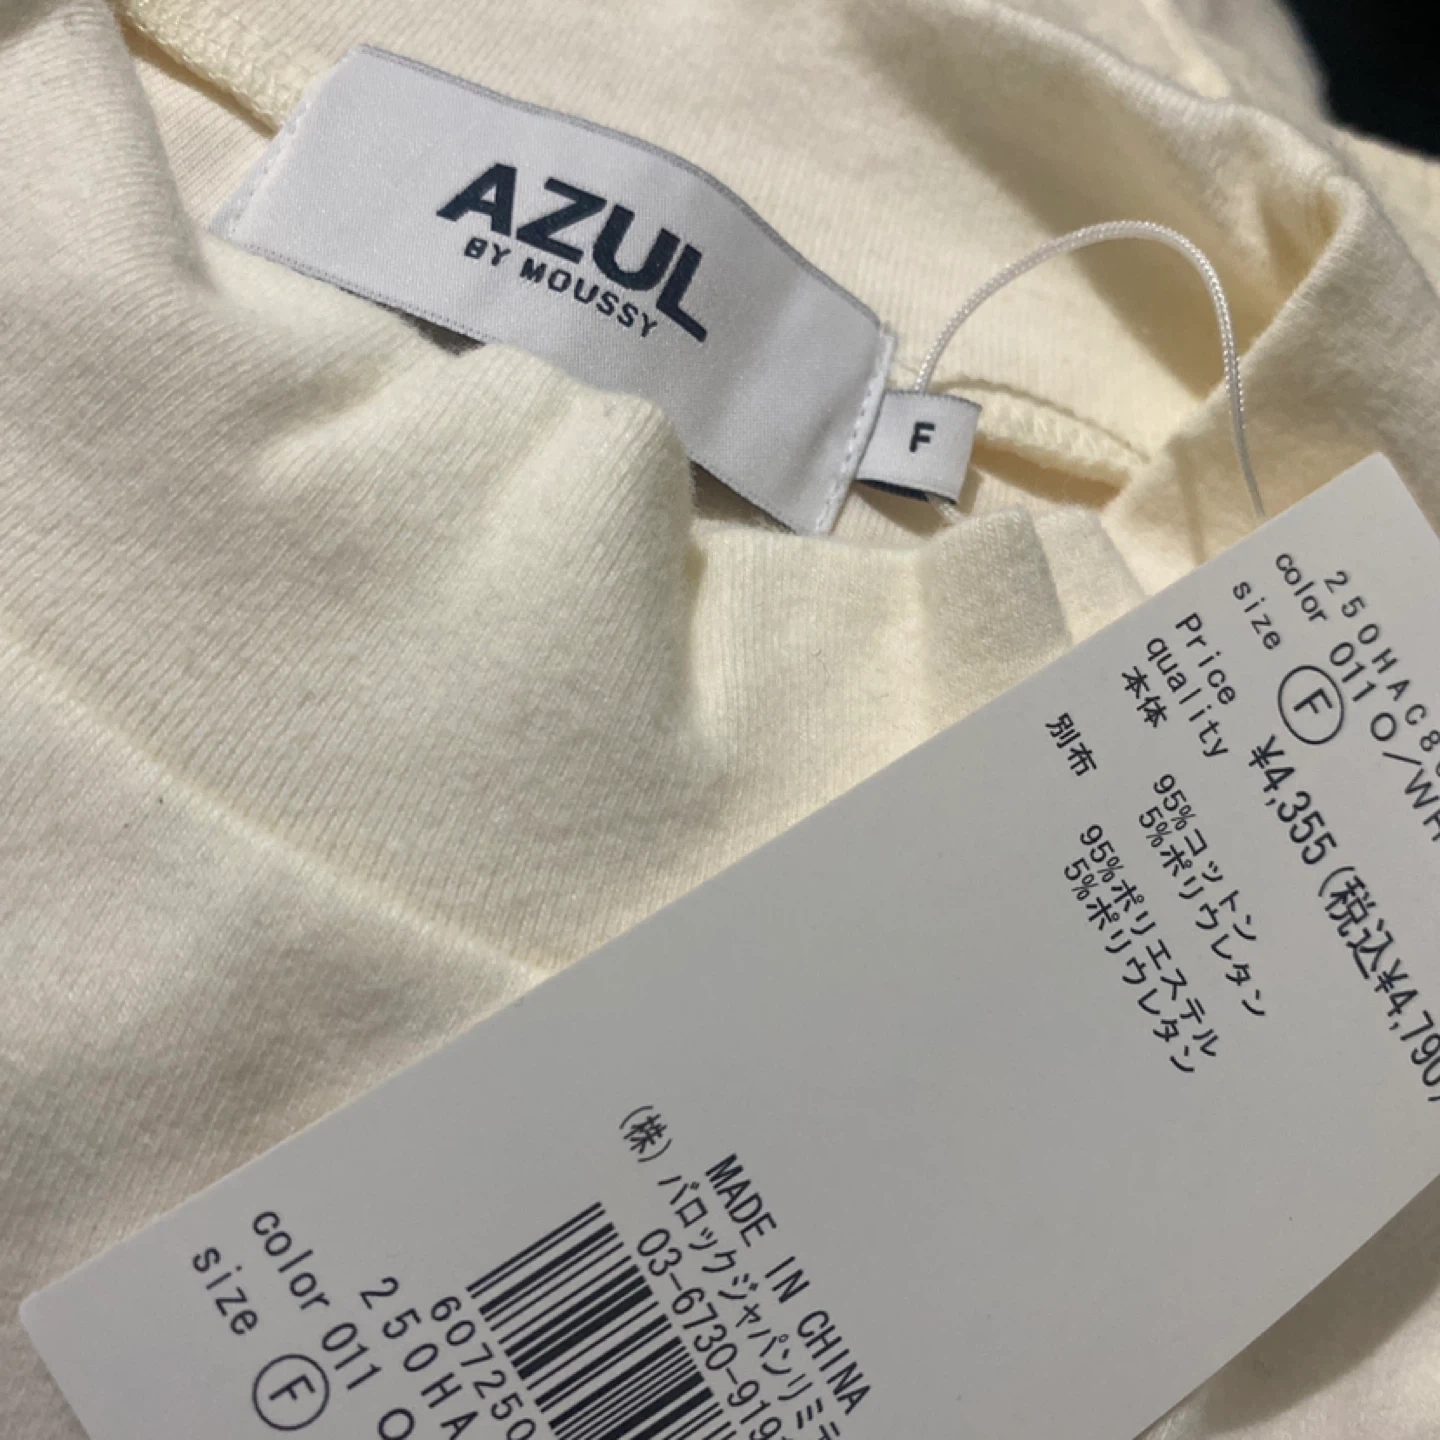 AZUL
BY MOUSSY
F
250HAC8
color 011 O/WH
size F
Price ¥4,355(税込¥4,790)
quality
本体 95%コットン
5%ポリウレタン
別布 95%ポリエステル
5%ポリウレタン
MADE IN CHINA
(株)バロックジャパンリミテ
03-6730-919
607250
250HA
color 011 O
size F